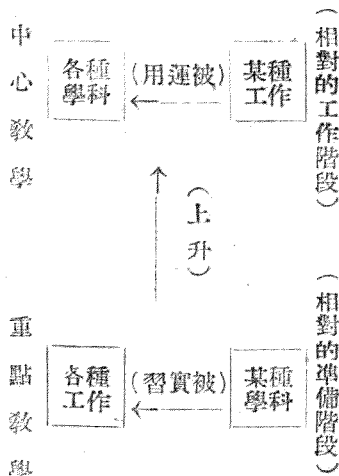 （相對的工作階段）
某種
工作
（被運用）
各種
學科
中心教學
（上升）
（相對的準備階段）
某種
學科
（被實習）
各種
工作
重點教學